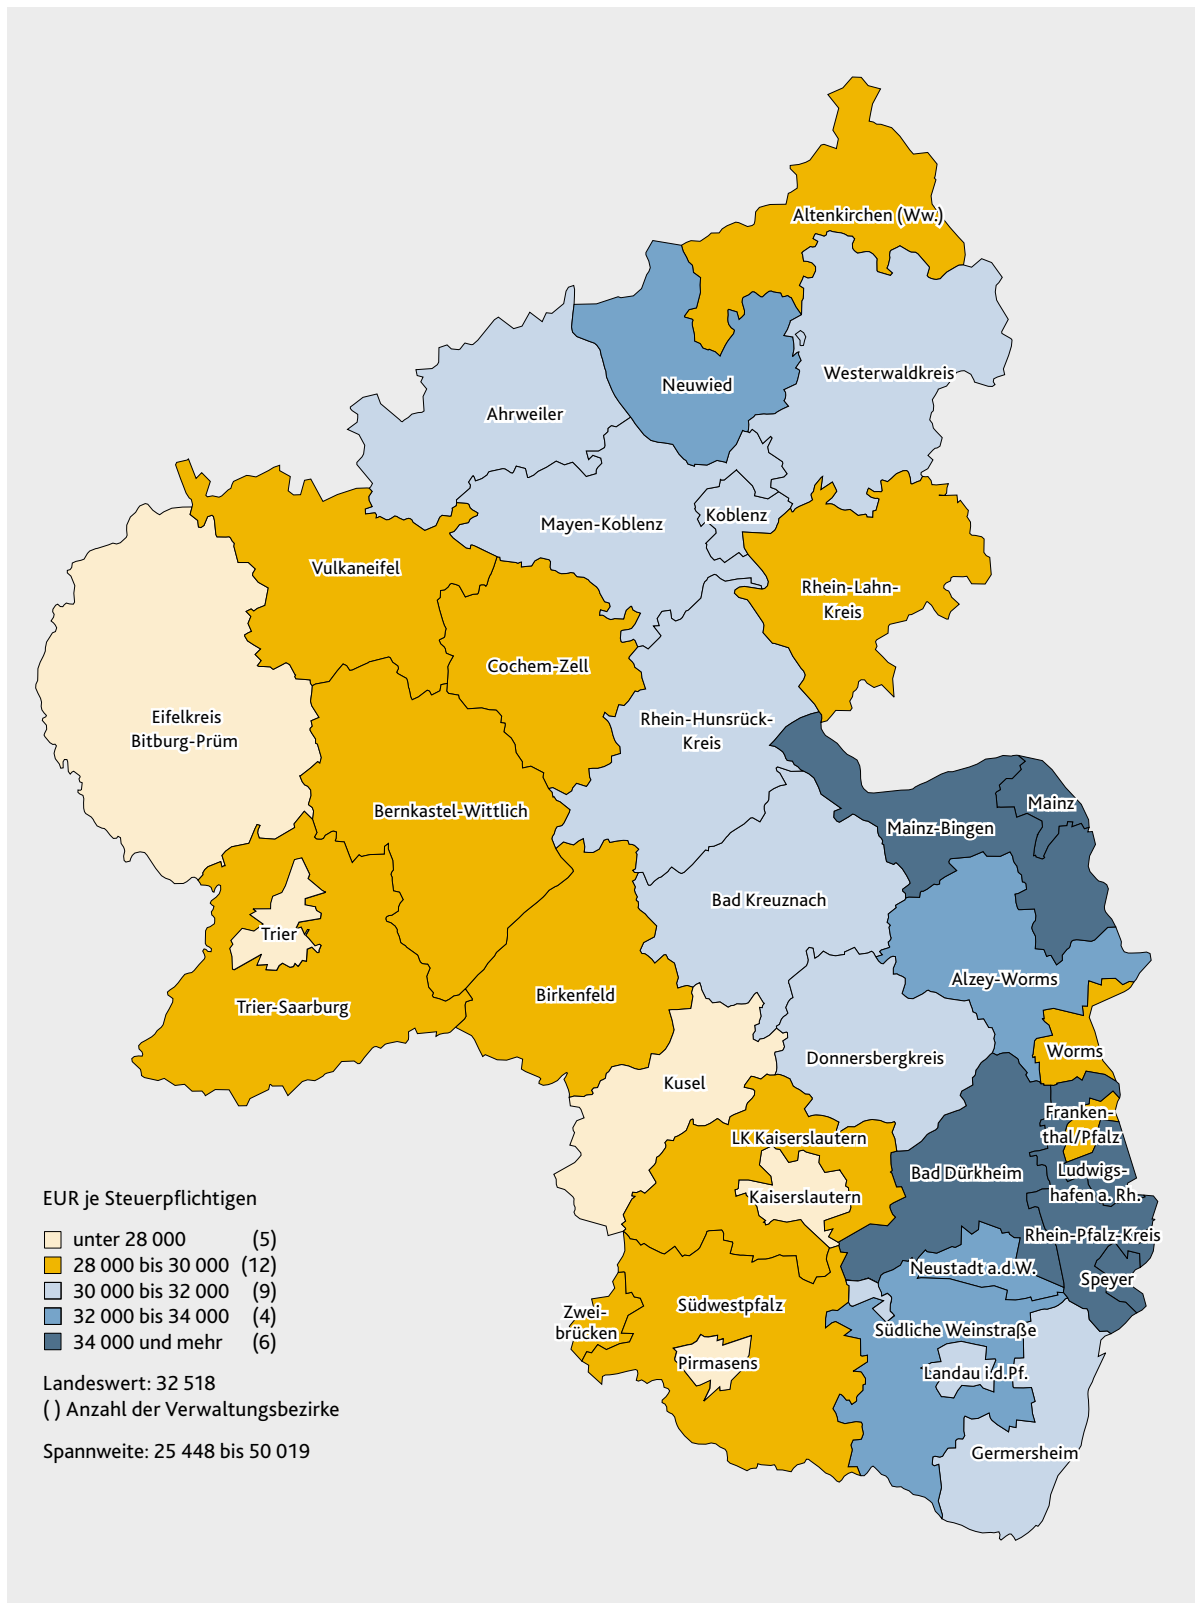 Altenkirchen (Ww.)
Westerwaldkreis
Neuwied
Ahrweiler
Koblenz
Mayen-Koblenz
Vulkaneifel
Rhein-Lahn-
Kreis
Cochem-Zell
Eifelkreis
Bitburg-Prüm
Rhein-Hunsrück-
Kreis
Mainz
Bernkastel-Wittlich
Mainz-Bingen
Bad Kreuznach
Trier
Alzey-Worms
Birkenfeld
Trier-Saarburg
Worms
Donnersbergkreis
Kusel
Franken-
thal/Pfalz
LK Kaiserslautern
Bad Dürkheim
Ludwigs-
hafen a. Rh.
Kaiserslautern
Rhein-Pfalz-Kreis
Neustadt a.d.W.
Speyer
Südwestpfalz
Zwei-
brücken
Südliche Weinstraße
Pirmasens
Landau i.d.Pf.
Germersheim
EUR je Steuerpflichtigen
unter 28 000 (5)
28 000 bis 30 000 (12)
30 000 bis 32 000 (9)
32 000 bis 34 000 (4)
34 000 und mehr (6)
Landeswert: 32 518
( ) Anzahl der Verwaltungsbezirke
Spannweite: 25 448 bis 50 019